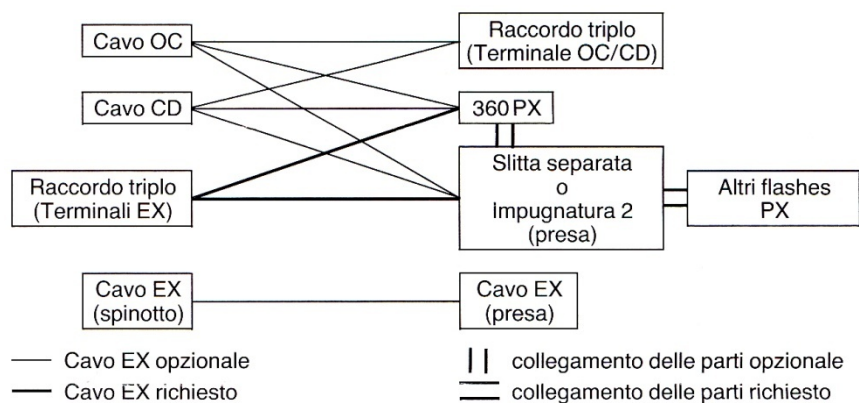 Cavo OC
Raccordo triplo
(Terminale OC/CD)
Cavo CD
360 PX
Raccordo triplo
(Terminali EX)
Slitta separata
o
Impugnatura 2
(presa)
Altri flashes
PX
Cavo EX
(spinotto)
Cavo EX
(presa)
Cavo EX opzionale
Cavo EX richiesto
collegamento delle parti opzionale
collegamento delle parti richiesto